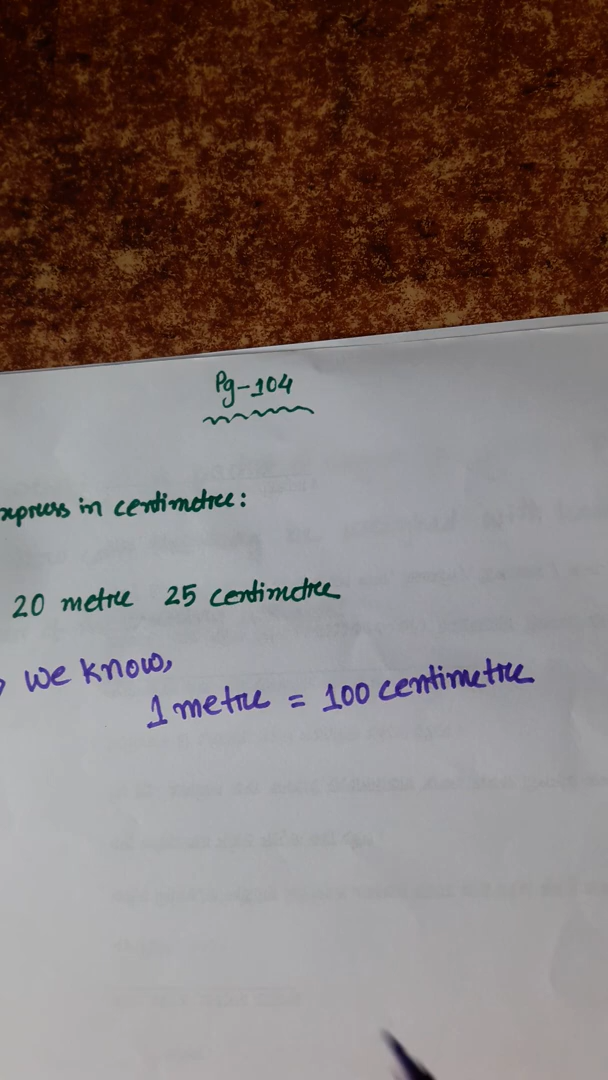 Pg-104
xpress in centimetre:
20 metre 25 centimetre
we know,
1 metre = 100 centimetre